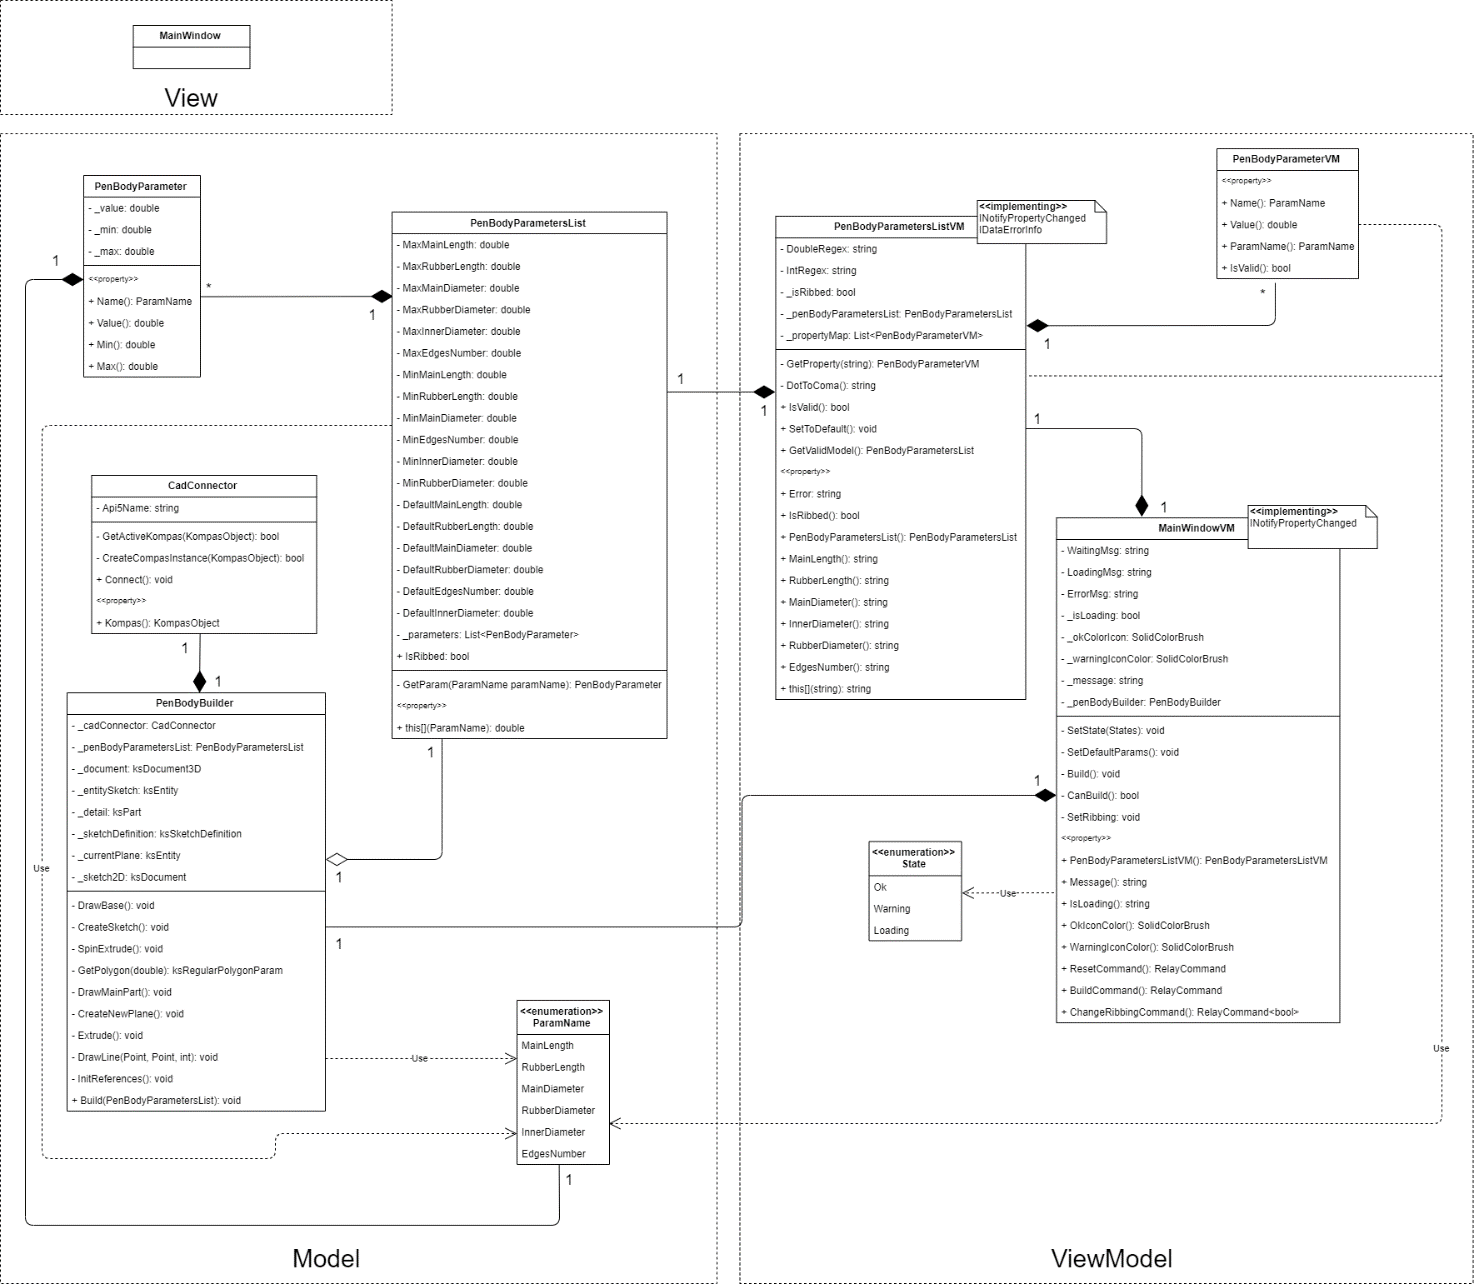 MainWindow
View
PenBodyParameter
- _value: double
- _min: double
- _max: double
<<property>>
+ Name(): ParamName
+ Value(): double
+ Min(): double
+ Max(): double
1
*
1
PenBodyParametersList
- MaxMainLength: double
- MaxRubberLength: double
- MaxMainDiameter: double
- MaxRubberDiameter: double
- MaxInnerDiameter: double
- MaxEdgesNumber: double
- MinMainLength: double
- MinRubberLength: double
- MinMainDiameter: double
- MinEdgesNumber: double
- MinInnerDiameter: double
- MinRubberDiameter: double
- DefaultMainLength: double
- DefaultRubberLength: double
- DefaultMainDiameter: double
- DefaultRubberDiameter: double
- DefaultEdgesNumber: double
- DefaultInnerDiameter: double
- _parameters: List<PenBodyParameter>
+ IsRibbed: bool
- GetParam(ParamName paramName): PenBodyParameter
<<property>>
+ this[](ParamName): double
1
1
1
CadConnector
- Api5Name: string
- GetActiveKompas(KompasObject): bool
- CreateCompasInstance(KompasObject): bool
+ Connect(): void
<<property>>
+ Kompas(): KompasObject
1
1
PenBodyBuilder
- _cadConnector: CadConnector
- _penBodyParametersList: PenBodyParametersList
- _document: ksDocument3D
- _entitySketch: ksEntity
- _detail: ksPart
- _sketchDefinition: ksSketchDefinition
- _currentPlane: ksEntity
- _sketch2D: ksDocument
- DrawBase(): void
- CreateSketch(): void
- SpinExtrude(): void
- GetPolygon(double): ksRegularPolygonParam
- DrawMainPart(): void
- CreateNewPlane(): void
- Extrude(): void
- DrawLine(Point, Point, int): void
- InitReferences(): void
+ Build(PenBodyParametersList): void
Use
1
1
Use
<<enumeration>>
ParamName
MainLength
RubberLength
MainDiameter
RubberDiameter
InnerDiameter
EdgesNumber
1
Model
PenBodyParametersListVM
<<implementing>>
INotifyPropertyChanged
IDataErrorInfo
- DoubleRegex: string
- IntRegex: string
- _isRibbed: bool
- _penBodyParametersList: PenBodyParametersList
- _propertyMap: List<PenBodyParameterVM>
- GetProperty(string): PenBodyParameterVM
- DotToComa(): string
+ IsValid(): bool
+ SetToDefault(): void
+ GetValidModel(): PenBodyParametersList
<<property>>
+ Error: string
+ IsRibbed(): bool
+ PenBodyParametersList(): PenBodyParametersList
+ MainLength(): string
+ RubberLength(): string
+ MainDiameter(): string
+ InnerDiameter(): string
+ RubberDiameter(): string
+ EdgesNumber(): string
+ this[](string): string
PenBodyParameterVM
<<property>>
+ Name(): ParamName
+ Value(): double
+ ParamName(): ParamName
+ IsValid(): bool
*
1
1
1
MainWindowVM
<<implementing>>
INotifyPropertyChanged
- WaitingMsg: string
- LoadingMsg: string
- ErrorMsg: string
- _isLoading: bool
- _okColorIcon: SolidColorBrush
- _warningIconColor: SolidColorBrush
- _message: string
- _penBodyBuilder: PenBodyBuilder
- SetState(States): void
- SetDefaultParams(): void
- Build(): void
- CanBuild(): bool
- SetRibbing: void
<<property>>
+ PenBodyParametersListVM(): PenBodyParametersListVM
+ Message(): string
+ IsLoading(): string
+ OkIconColor(): SolidColorBrush
+ WarningIconColor(): SolidColorBrush
+ ResetCommand(): RelayCommand
+ BuildCommand(): RelayCommand
+ ChangeRibbingCommand(): RelayCommand<bool>
1
<<enumeration>>
State
Ok
Warning
Loading
Use
Use
ViewModel